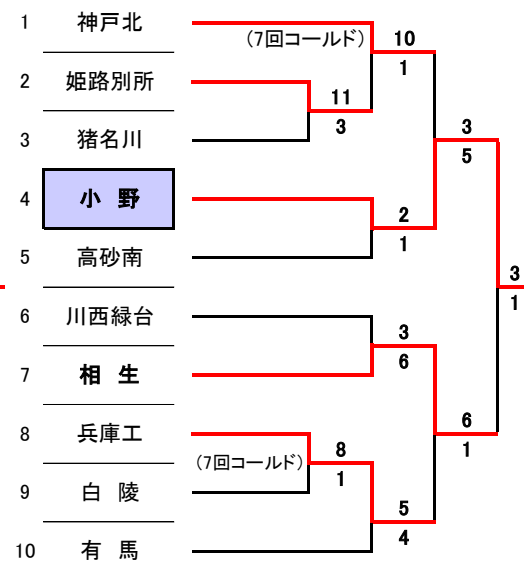 1 神戸北
(7回コールド) 10
1
2 姫路別所
11
3
3 猪名川
3
5
4 小 野
2
1
5 高砂南
3
1
6 川西緑台
3
6
7 相 生
8 兵庫工
6
1
(7回コールド) 8
1
9 白 陵
5
4
10 有 馬